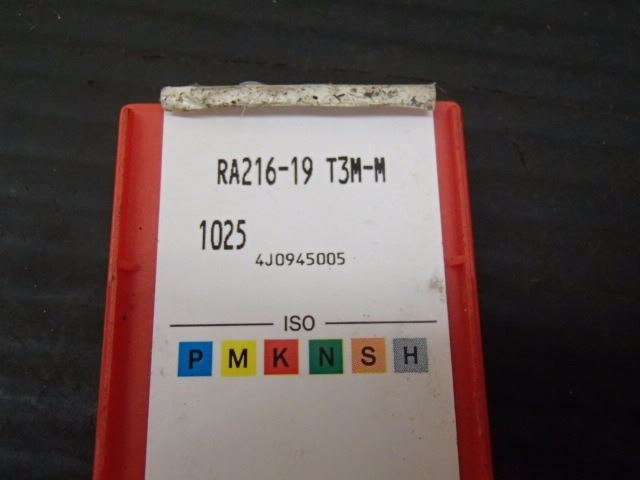 RA216-19 T3M-M
1025
4J0945005
ISO
P M K N S H